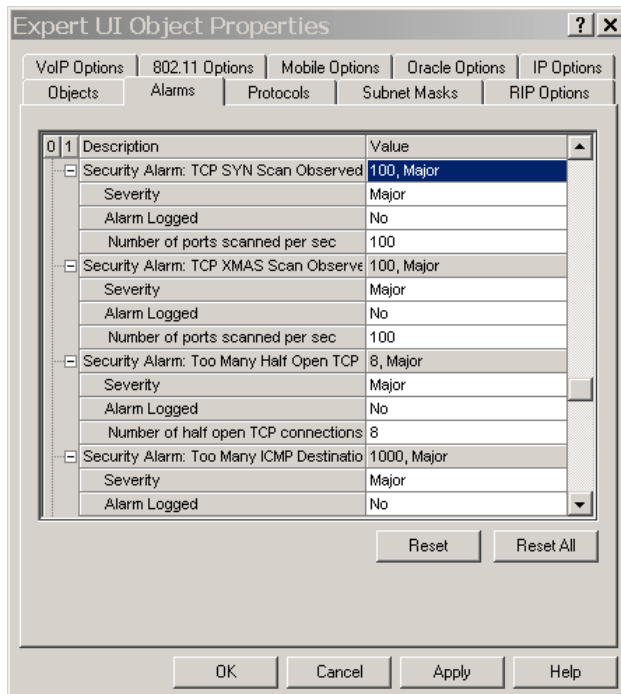 Expert UI Object Properties ? ×
VoIP Options 802.11 Options Mobile Options Oracle Options IP Options
Objects Alarms Protocols Subnet Masks RIP Options
0 1 Description Value
Security Alarm: TCP SYN Scan Observed 100, Major
Severity Major
Alarm Logged No
Number of ports scanned per sec 100
Security Alarm: TCP XMAS Scan Observe 100, Major
Severity Major
Alarm Logged No
Number of ports scanned per sec 100
Security Alarm: Too Many Half Open TCP 8, Major
Severity Major
Alarm Logged No
Number of half open TCP connections 8
Security Alarm: Too Many ICMP Destinatio 1000, Major
Severity Major
Alarm Logged No
Reset Reset All
OK Cancel Apply Help